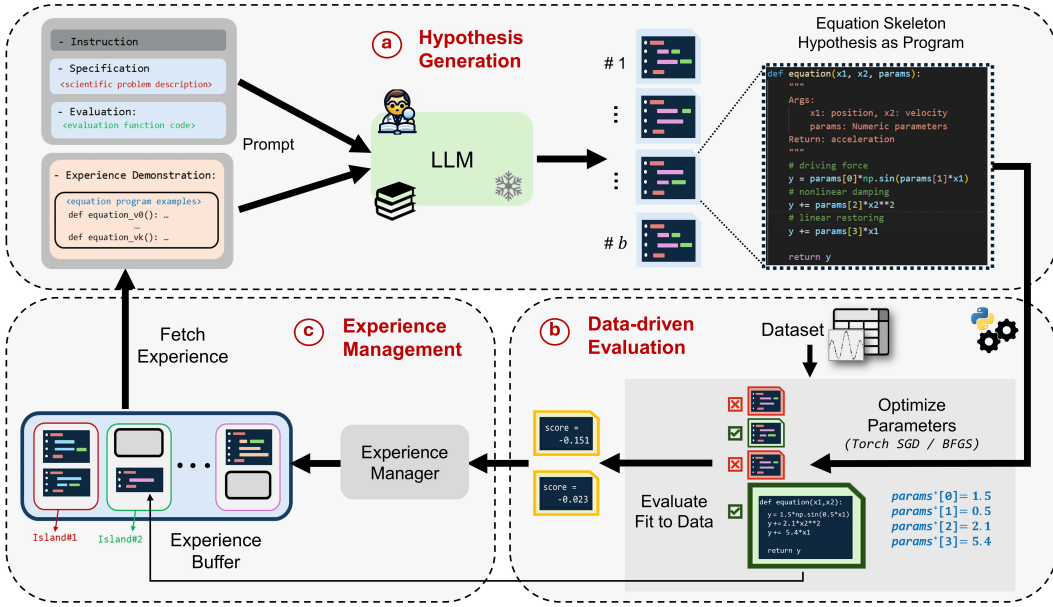 - Instruction
- Specification
<scientific problem description>
- Evaluation:
<evaluation function code>
- Experience Demonstration:
<equation program examples>
def equation_v0(): …
…
def equation_vk(): …
Prompt
a
Hypothesis
Generation
LLM
# 1
⋮
⋮
# b
Equation Skeleton
Hypothesis as Program
def equation(x1, x2, params):
"""
Args:
x1: position, x2: velocity
params: Numeric parameters
Return: acceleration
"""
# driving force
y = params[0]*np.sin(params[1]*x1)
# nonlinear damping
y += params[2]*x2**2
# linear restoring
y += params[3]*x1
return y
Fetch
Experience
c
Experience
Management
Island#1
Island#2
Experience
Buffer
Experience
Manager
b
Data-driven
Evaluation
Dataset
score =
-0.151
score =
-0.023
Optimize
Parameters
(Torch SGD / BFGS)
Evaluate
Fit to Data
def equation(x1,x2):
y = 1.5*np.sin(0.5*x1)
y += 2.1*x2**2
y += 5.4*x1
return y
params*[0]= 1.5
params*[1]= 0.5
params*[2]= 2.1
params*[3]= 5.4